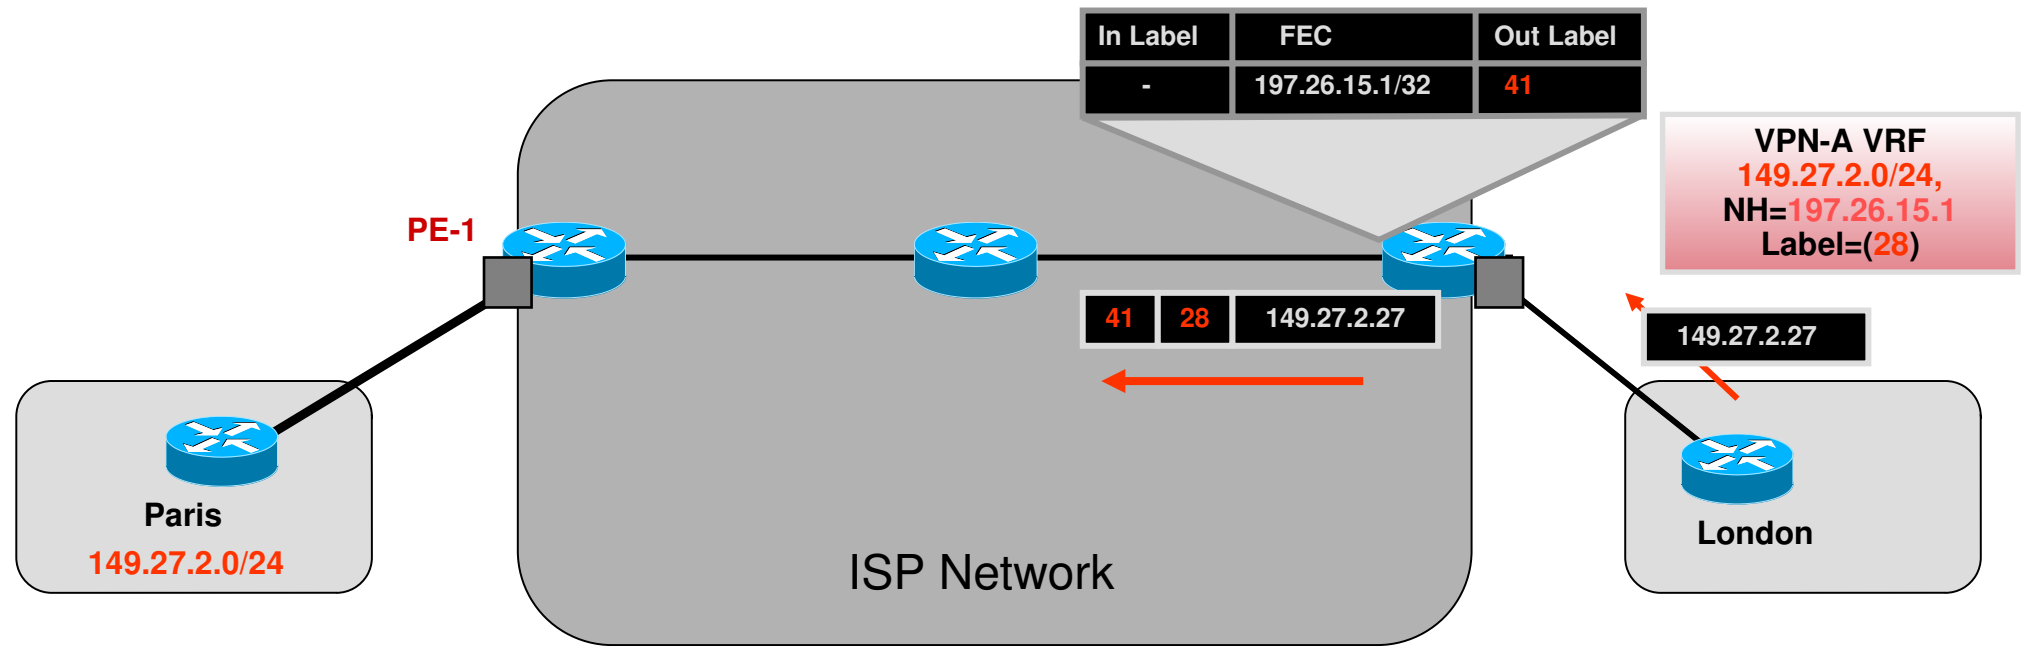 In Label FEC Out Label
- 197.26.15.1/32 41
VPN-A VRF
149.27.2.0/24,
NH=197.26.15.1
Label=(28)
PE-1
41 28 149.27.2.27
149.27.2.27
Paris
149.27.2.0/24
London
ISP Network